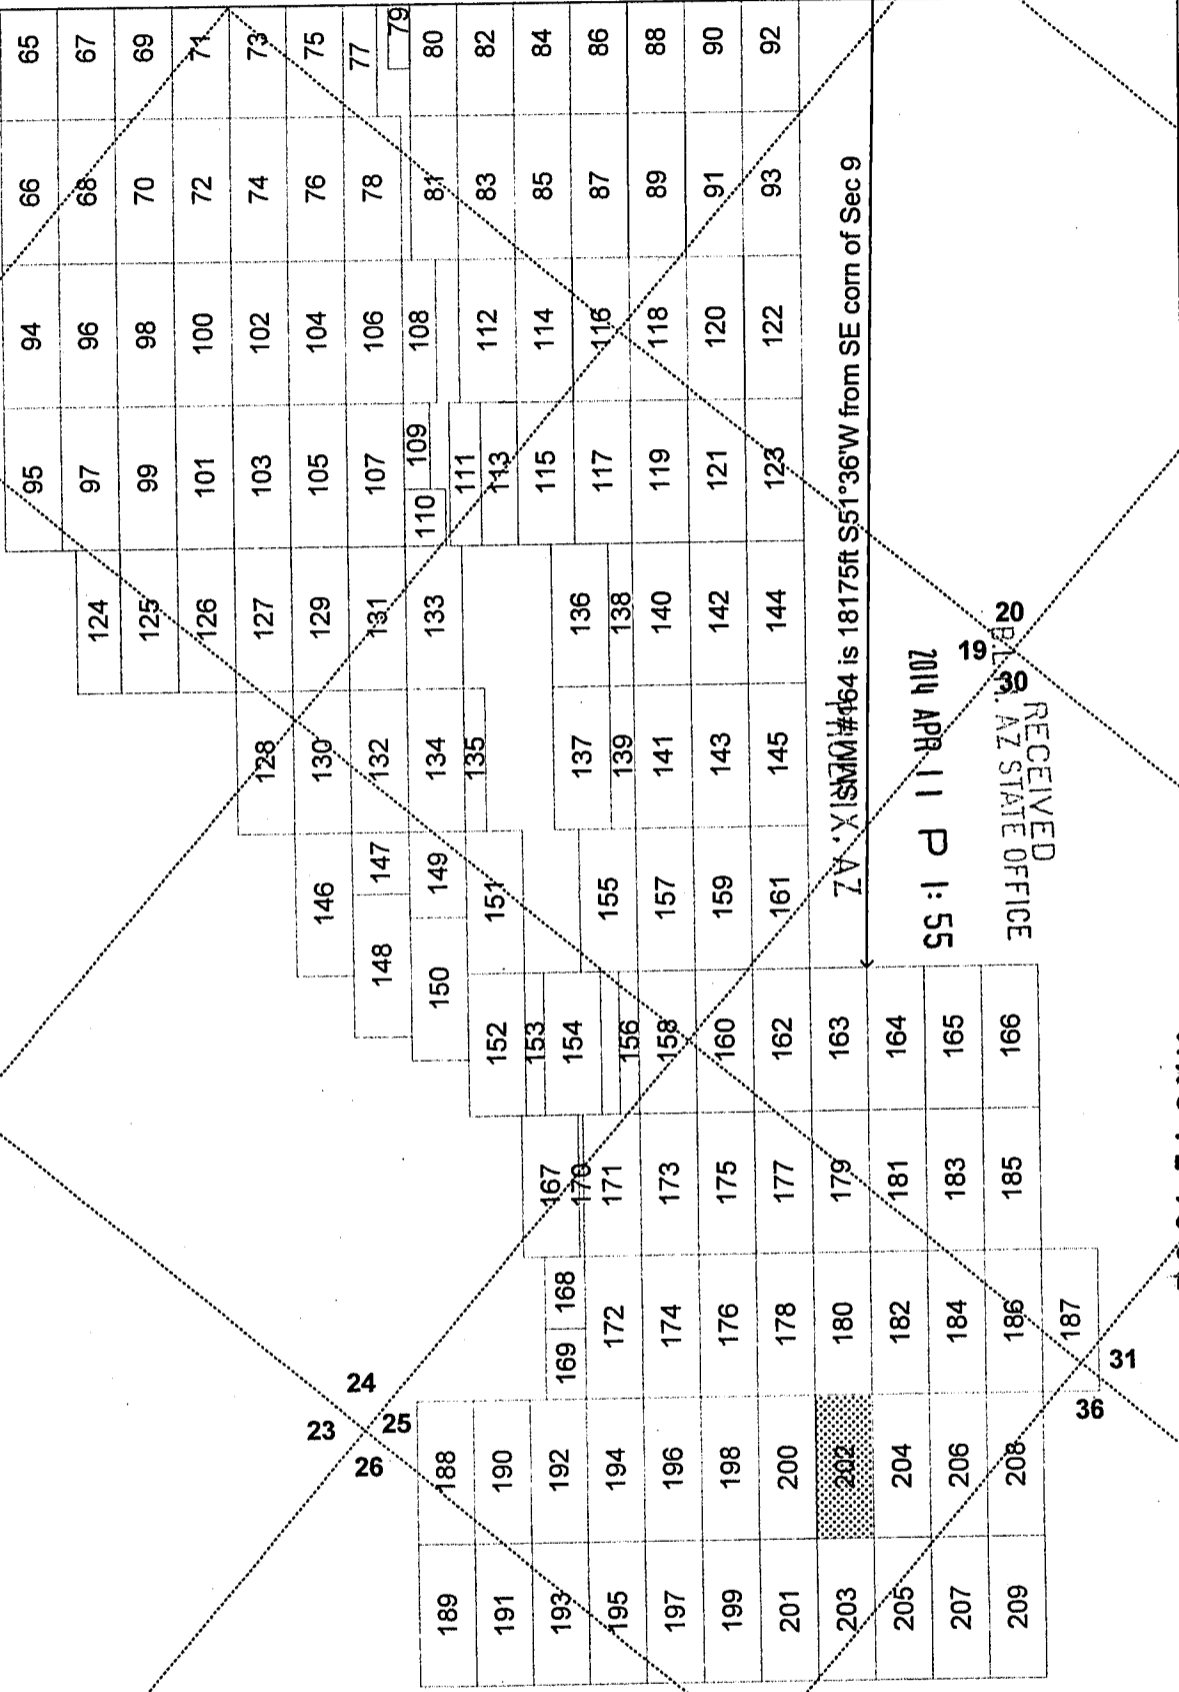 65 67 69 71 73 75 77 79 80 82 84 86 88 90 92
66 68 70 72 74 76 78 81 83 85 87 89 91 93
94 96 98 100 102 104 106 108 112 114 116 118 120 122
95 97 99 101 103 105 107 109 110 111 113 115 117 119 121 123
124 125 126 127 129 131 133 136 138 140 142 144
128 130 132 134 135 137 139 141 143 145
146 147 149 151 155 157 159 161
148 150 152 153 154 156 158 160 162 163 164 165 166
167 170 171 173 175 177 179 181 183 185
168 169 172 174 176 178 180 182 184 186 187
188 190 192 194 196 198 200 202 204 206 208
189 191 193 195 197 199 201 203 205 207 209
SMM#164 is 18175ft S51°36"W from SE corn of Sec 9
2014 APR 11 P 1:55
RECEIVED
AZ STATE OFFICE
19 20
30
24
23 25
26
31
36